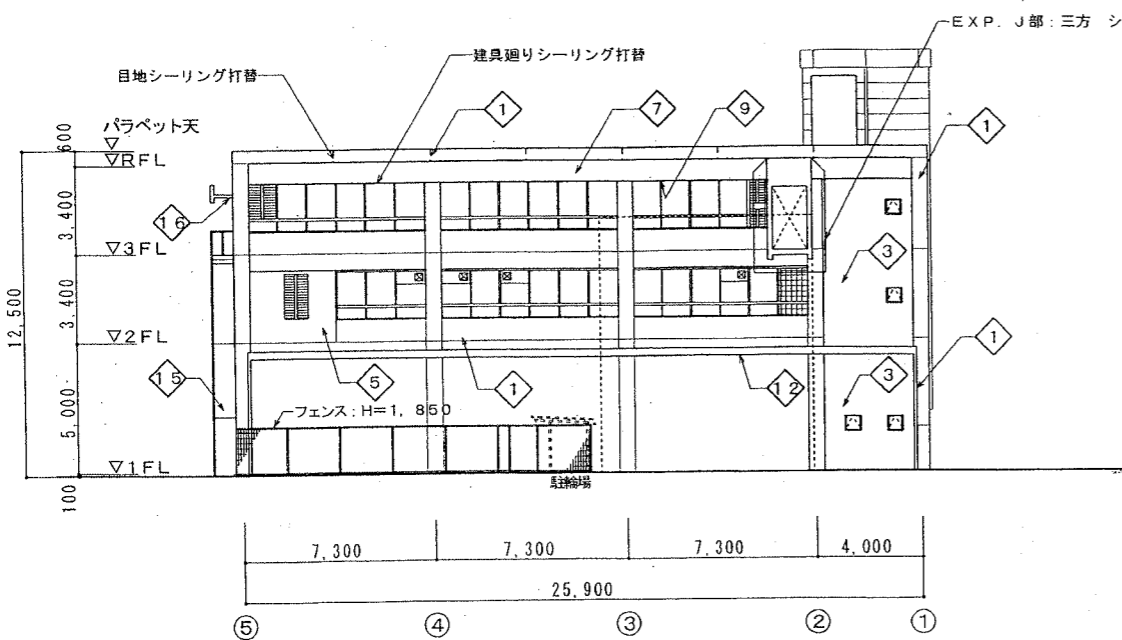 EXP. J部：三方 シ
建具廻りシーリング打替
目地シーリング打替
1
7
9
1
パラペット天
▽
600
▽RFL
16
3,400
▽3FL
3
12,500
3,400
▽2FL
1
15
5
1
12
3
5,000
フェンス：H=1, 850
▽1FL
駐輪場
100
7,300
7,300
7,300
4,000
25,900
⑤
④
③
②
①